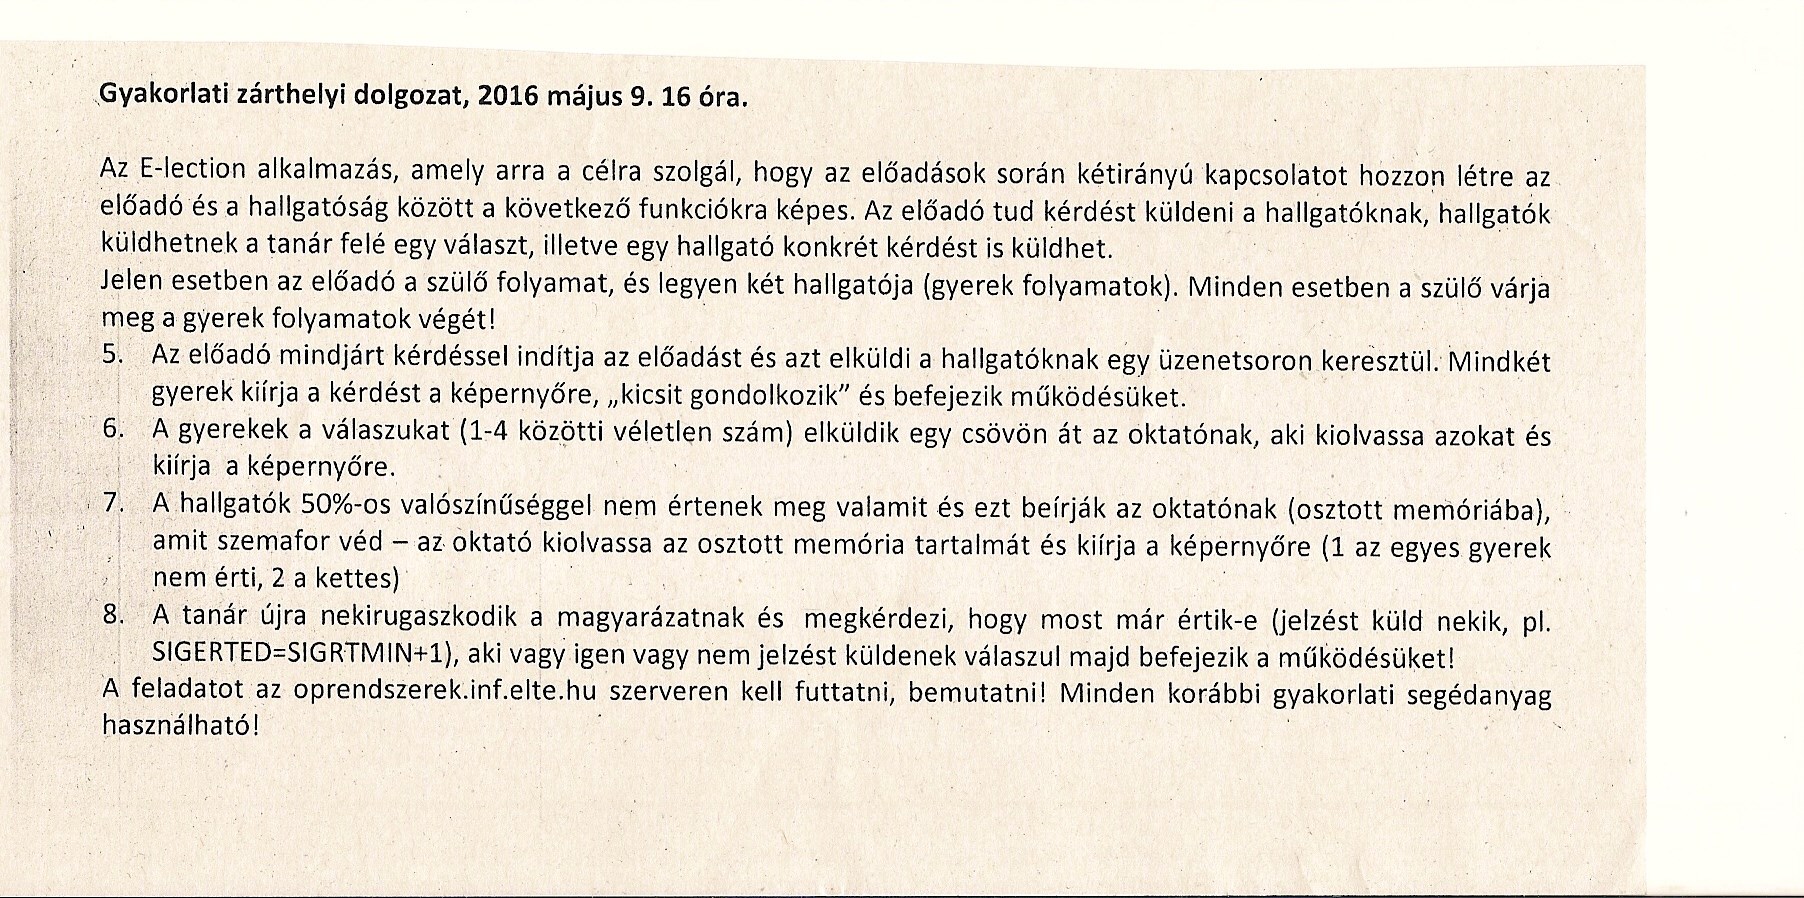 Gyakorlati zárthelyi dolgozat, 2016 május 9. 16 óra.
Az E-lection alkalmazás, amely arra a célra szolgál, hogy az előadások során kétirányú kapcsolatot hozzon létre az
előadó és a hallgatóság között a következő funkciókra képes. Az előadó tud kérdést küldeni a hallgatóknak, hallgatók
küldhetnek a tanár felé egy választ, illetve egy hallgató konkrét kérdést is küldhet.
Jelen esetben az előadó a szülő folyamat, és legyen két hallgatója (gyerek folyamatok). Minden esetben a szülő várja
meg a gyerek folyamatok végét!
5. Az előadó mindjárt kérdéssel indítja az előadást és azt elküldi a hallgatóknak egy üzenetsoron keresztül. Mindkét
gyerek kiírja a kérdést a képernyőre, „kicsit gondolkozik” és befejezik működésüket.
6. A gyerekek a válaszukat (1-4 közötti véletlen szám) elküldik egy csövön át az oktatónak, aki kiolvassa azokat és
kiírja a képernyőre.
7. A hallgatók 50%-os valószínűséggel nem értenek meg valamit és ezt beírják az oktatónak (osztott memóriába),
amit szemafor véd – az oktató kiolvassa az osztott memória tartalmát és kiírja a képernyőre (1 az egyes gyerek
nem érti, 2 a kettes)
8. A tanár újra nekirugaszkodik a magyarázatnak és megkérdezi, hogy most már értik-e (jelzést küld nekik, pl.
SIGERTED=SIGRTMIN+1), aki vagy igen vagy nem jelzést küldenek válaszul majd befejezik a működésüket!
A feladatot az oprendszerek.inf.elte.hu szerveren kell futtatni, bemutatni! Minden korábbi gyakorlati segédanyag
használható!